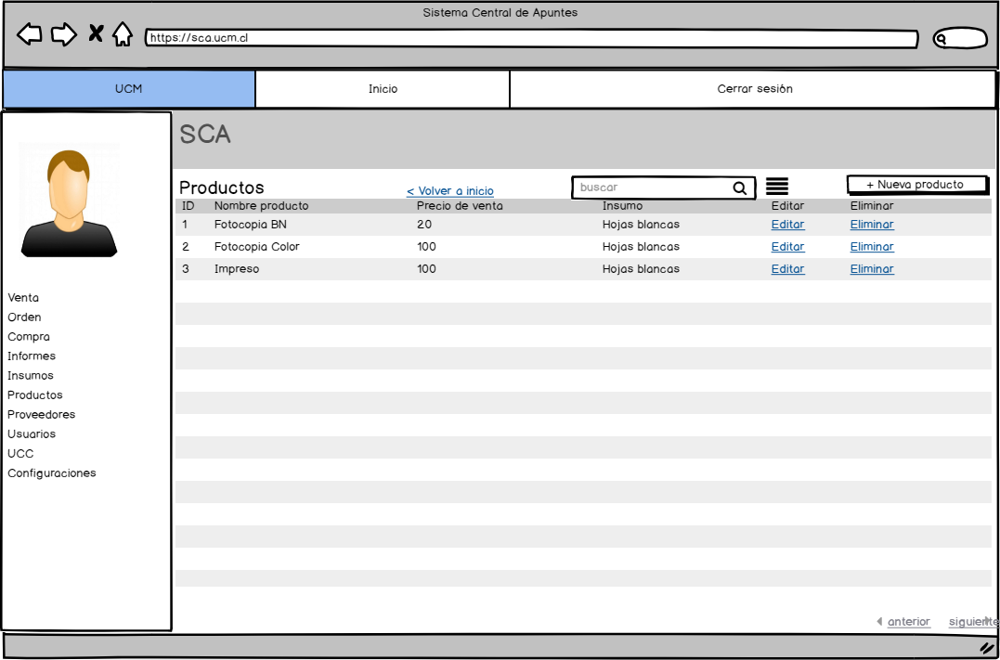 Sistema Central de Apuntes
https://sca.ucm.cl
UCM Inicio Cerrar sesión
SCA
Productos < Volver a inicio buscar + Nueva producto
ID Nombre producto Precio de venta Insumo Editar Eliminar
1 Fotocopia BN 20 Hojas blancas Editar Eliminar
2 Fotocopia Color 100 Hojas blancas Editar Eliminar
3 Impreso 100 Hojas blancas Editar Eliminar
Venta
Orden
Compra
Informes
Insumos
Productos
Proveedores
Usuarios
UCC
Configuraciones
anterior siguiente